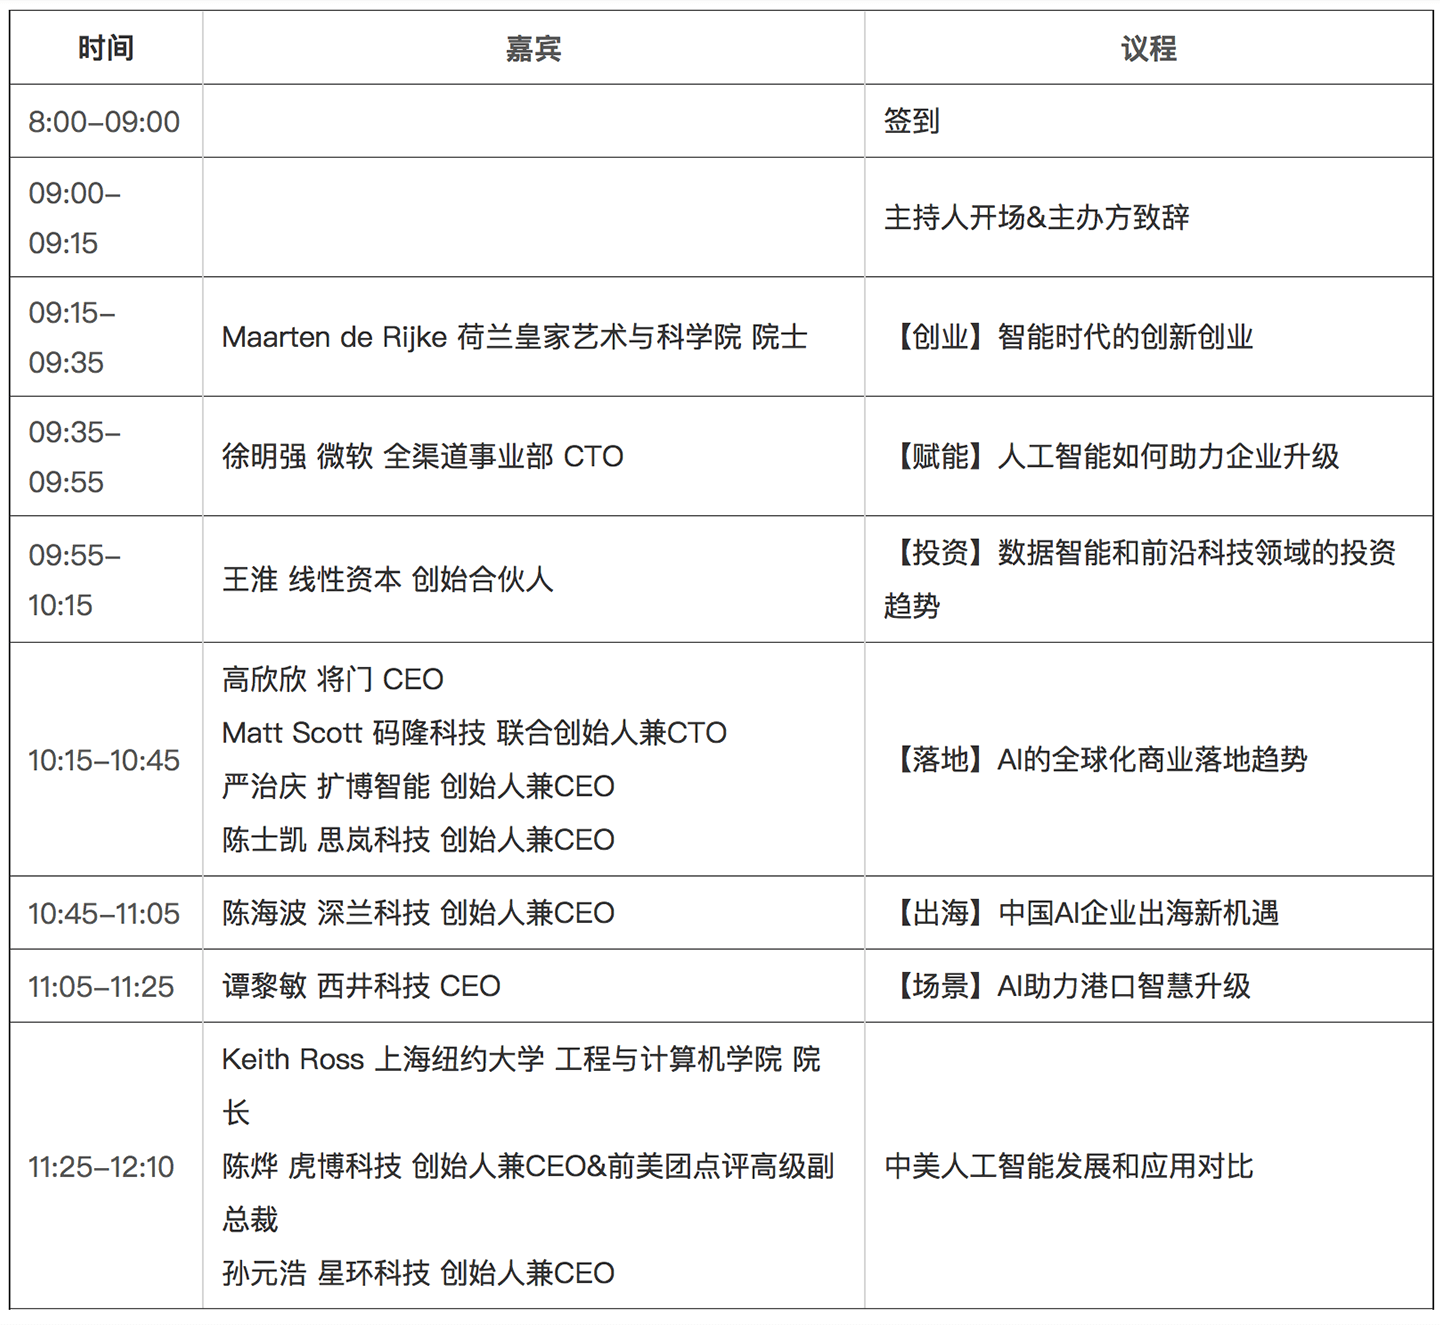 时间 嘉宾 议程
8:00–09:00 签到
09:00–
09:15
主持人开场&主办方致辞
09:15–
09:35
Maarten de Rijke 荷兰皇家艺术与科学院 院士
【创业】智能时代的创新创业
09:35–
09:55
徐明强 微软 全渠道事业部 CTO
【赋能】人工智能如何助力企业升级
09:55–
10:15
王淮 线性资本 创始合伙人
【投资】数据智能和前沿科技领域的投资
趋势
10:15–10:45
高欣欣 将门 CEO
Matt Scott 码隆科技 联合创始人兼CTO
严治庆 扩博智能 创始人兼CEO
陈士凯 思岚科技 创始人兼CEO
【落地】AI的全球化商业落地趋势
10:45–11:05 陈海波 深兰科技 创始人兼CEO 【出海】中国AI企业出海新机遇
11:05–11:25 谭黎敏 西井科技 CEO 【场景】AI助力港口智慧升级
11:25–12:10
Keith Ross 上海纽约大学 工程与计算机学院 院
长
陈烨 虎博科技 创始人兼CEO&前美团点评高级副
总裁
孙元浩 星环科技 创始人兼CEO
中美人工智能发展和应用对比